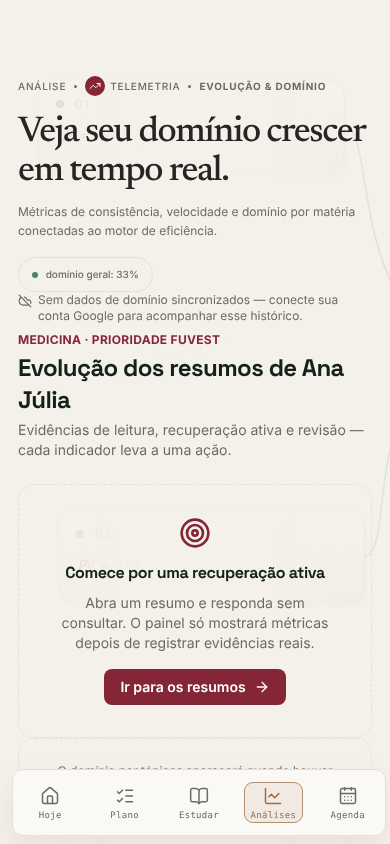 ANÁLISE • TELEMETRIA • EVOLUÇÃO & DOMÍNIO
01
Veja seu domínio crescer
em tempo real.
Métricas de consistência, velocidade e domínio por matéria
conectadas ao motor de eficiência.
domínio geral: 33%
Sem dados de domínio sincronizados — conecte sua
conta Google para acompanhar esse histórico.
MEDICINA · PRIORIDADE FUVEST
Evolução dos resumos de Ana
Júlia
Evidências de leitura, recuperação ativa e revisão —
cada indicador leva a uma ação.
Comece por uma recuperação ativa
Abra um resumo e responda sem
consultar. O painel só mostrará métricas
depois de registrar evidências reais.
Ir para os resumos →
Hoje
Plano
Estudar
Análises
Agenda